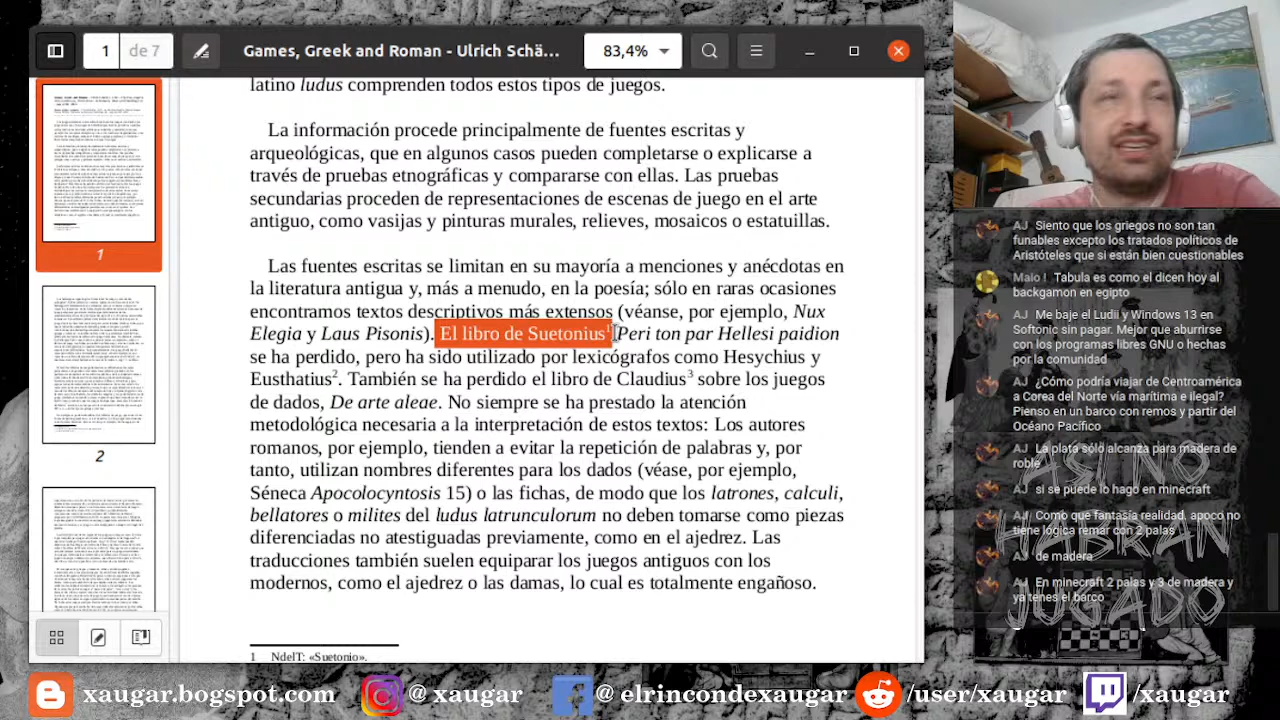 1 de 7 Games, Greek and Roman - Ulrich Schä... 83,4%
latino ludus comprenden todos estos tipos de juegos.
La información procede principalmente de fuentes escritas y
arqueológicas, que en algunos casos pueden completarse o explicarse a
través de pruebas etnográficas o compararse con ellas. Las pruebas
secundarias proceden de representaciones de escenas de juego en el arte
antiguo, como vasijas y pinturas murales, relieves, mosaicos o estatuillas.
Las fuentes escritas se limitan en su mayoría a menciones y anécdotas en
la literatura antigua y, muy a menudo, en la poesía; sólo en raras ocasiones
encontramos textos descriptivos más extensos (véanse, por ejemplo, Nux
Elegia y Laus Pisonis). El libro de Suetonius¹ Peri ton par Hellesi paidion
se ha perdido, pero ha sido utilizado por lexicógrafos como Hesychius y
Eustathius². También se ha perdido el libro de Claudius³ sobre los juegos
de dados, De arte aleae. No siempre se ha prestado la atención
metodológica necesaria a la interpretación de estos textos: Los autores
romanos, por ejemplo, tienden a evitar la repetición de palabras y, por
tanto, utilizan nombres diferentes para los dados (véase, por ejemplo,
Séneca Apocolocyntosis 15) o las fichas de modo que los latrones, calculi,
bellatores o milites del ludus latrunculorum no deben tomarse como piezas
diferenciadas no atestiguadas previamente, como en el ajedrez. Las
traducciones también suelen equiparar los juegos antiguos con los
modernos, como el ajedrez o las damas, lo cual es totalmente engañoso.
1 NdelT: «Suetonio».
1
2
AJ Siento que los griegos no son tan
funables excepto los tratados políticos de
Aristóteles que si están bien cuestionables
Malo ! Tabula es como el dicen hoy al
backgamon en egipto
AJ Me baje el Ludii y Windows 13 en
Softonic sin pagar. Mejor que aburrirse
con los programas libres GNU o hechas
por la comunidad
AJ ¿Cómo podría viajar de Centroamérica
a Corea del Norte vía marítima e ilegal?
Pienso en un barco con remos y partir del
Océano Pacífico
AJ La plata sólo alcanza para madera de
roble
AJ si se puede lo hago en minecraft
AJ Como que fantasía realidad, apoco no
tiene lógica remar con 2 palas
AJ de madera
AJ En minecraft 2 palas y 3 de madera y
ya tenes el barco
ASÍ NO
JUGADO
xaugar.bogspot.com @xaugar @elrincondexaugar /user/xaugar /xaugar